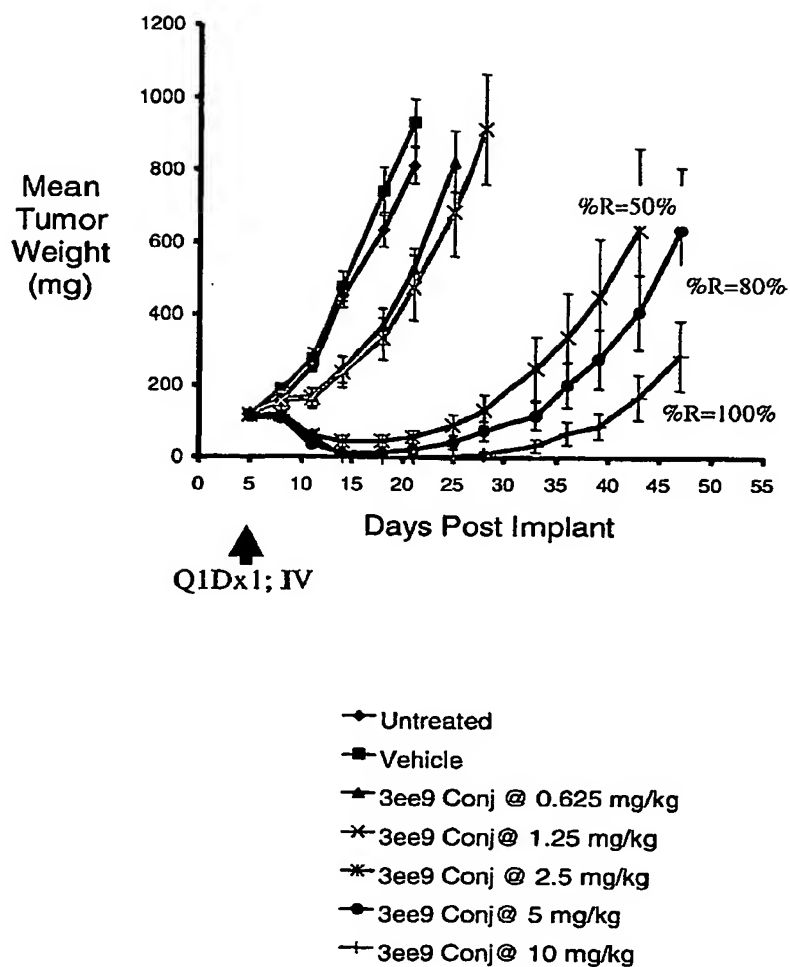 1200
1000
800
600
400
200
0
Mean
Tumor
Weight
(mg)
%R=50%
%R=80%
%R=100%
0 5 10 15 20 25 30 35 40 45 50 55
Days Post Implant
Q1Dx1; IV
Untreated
Vehicle
3ee9 Conj @ 0.625 mg/kg
3ee9 Conj@ 1.25 mg/kg
3ee9 Conj @ 2.5 mg/kg
3ee9 Conj@ 5 mg/kg
3ee9 Conj@ 10 mg/kg